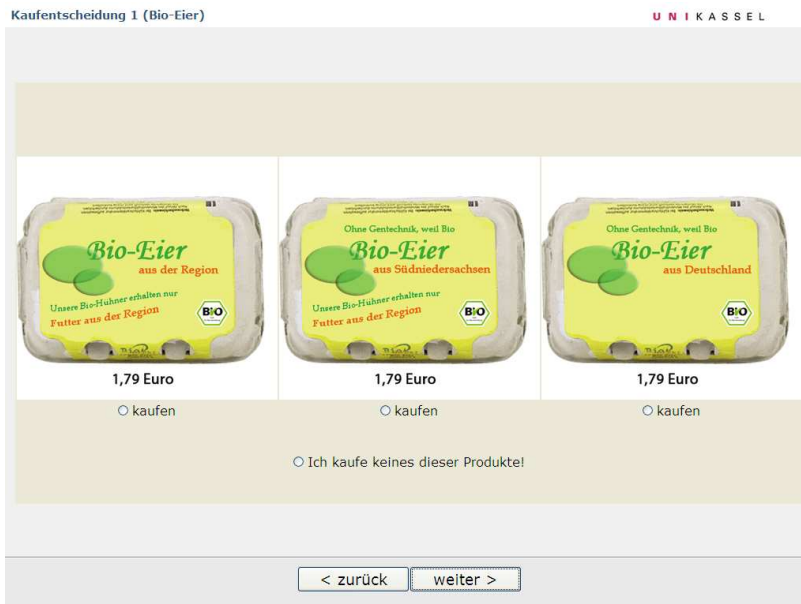 Kaufentscheidung 1 (Bio-Eier)
UNIKASSEL
Bio-Eier
aus der Region
Unsere Bio-Hühner erhalten nur
Futter aus der Region
BIO
1,79 Euro
kaufen
Ohne Gentechnik, weil Bio
Bio-Eier
aus Südniedersachsen
Unsere Bio-Hühner erhalten nur
Futter aus der Region
BIO
1,79 Euro
kaufen
Ohne Gentechnik, weil Bio
Bio-Eier
aus Deutschland
BIO
1,79 Euro
kaufen
Ich kaufe keines dieser Produkte!
< zurück
weiter >